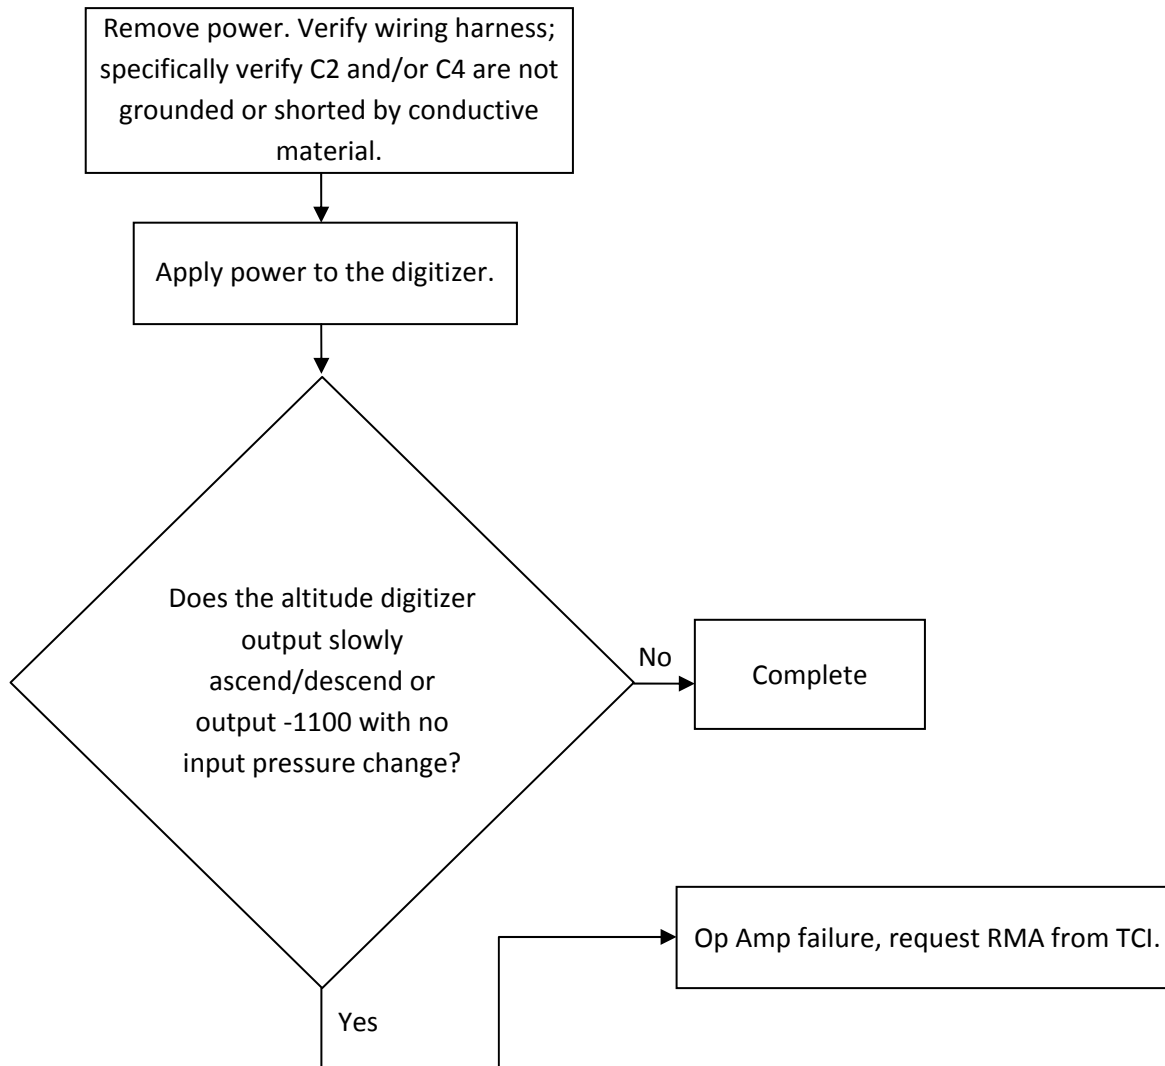 Remove power. Verify wiring harness;
specifically verify C2 and/or C4 are not
grounded or shorted by conductive
material.
Apply power to the digitizer.
Does the altitude digitizer
output slowly
ascend/descend or
output -1100 with no
input pressure change?
No
Complete
Op Amp failure, request RMA from TCI.
Yes